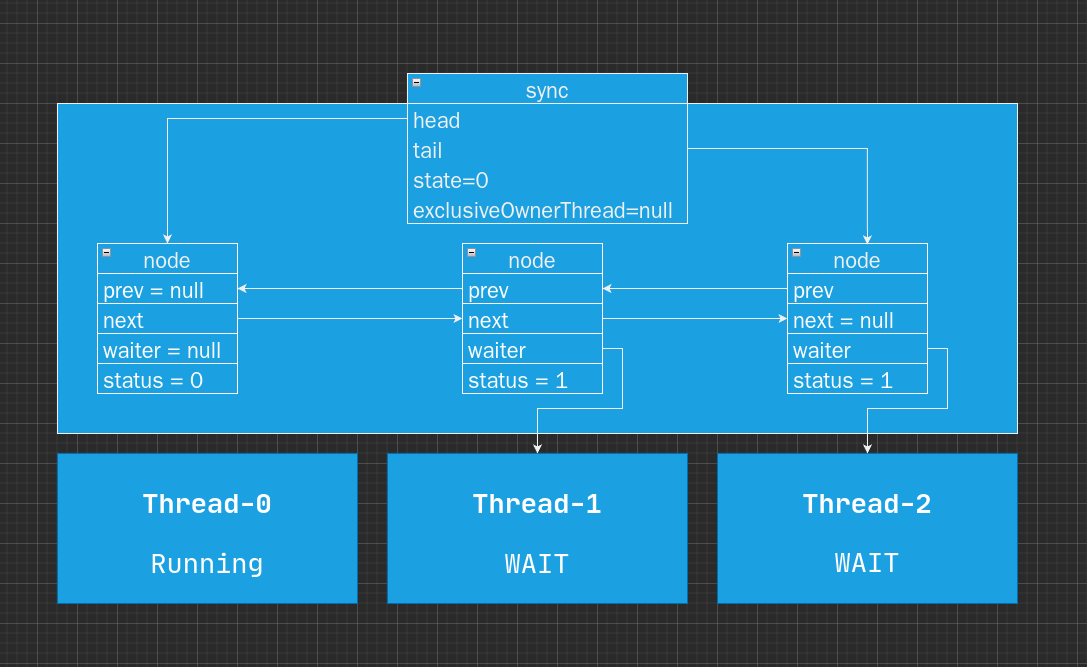 sync
head
tail
state=0
exclusiveOwnerThread=null
node
prev = null
next
waiter = null
status = 0
node
prev
next
waiter
status = 1
node
prev
next = null
waiter
status = 1
Thread-0
Running
Thread-1
WAIT
Thread-2
WAIT